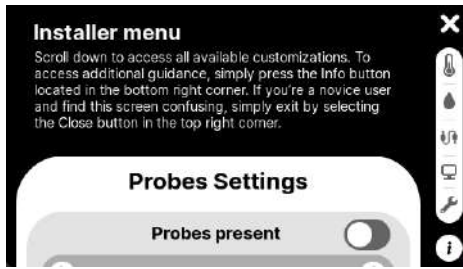 Installer menu
Scroll down to access all available customizations. To
access additional guidance, simply press the Info button
located in the bottom right corner. If you're a novice user
and find this screen confusing, simply exit by selecting
the Close button in the top right corner.
Probes Settings
Probes present
i